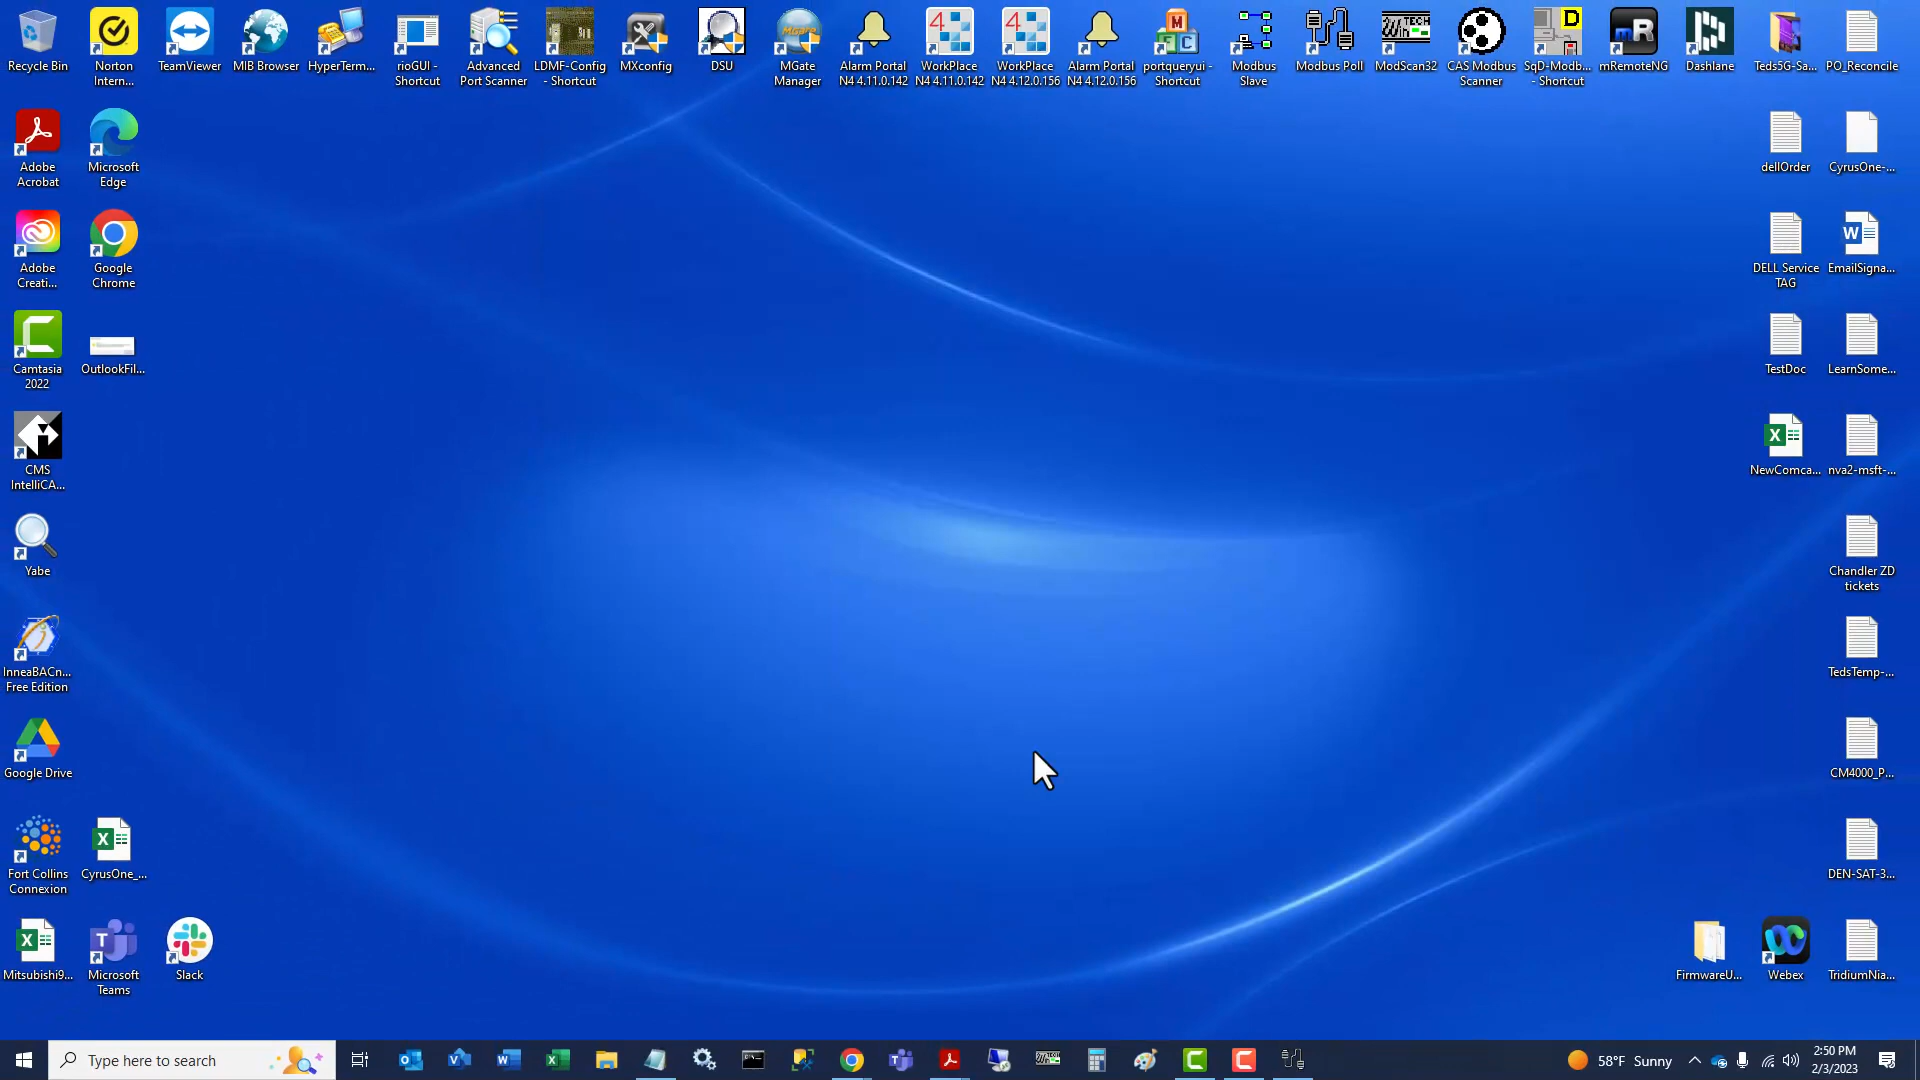 Recycle Bin
Norton
Intern...
TeamViewer
MIB Browser
HyperTerm...
rioGUI -
Shortcut
Advanced
Port Scanner
LDMF-Config
- Shortcut
MXconfig
DSU
MGate
Manager
Alarm Portal
N4 4.11.0.142
WorkPlace
N4 4.11.0.142
WorkPlace
N4 4.12.0.156
Alarm Portal
N4 4.12.0.156
portqueryui -
Shortcut
Modbus
Slave
Modbus Poll
ModScan32
CAS Modbus
Scanner
SqD-Modb...
- Shortcut
mRemoteNG
Dashlane
Teds5G-Sa...
PO_Reconcile
Adobe
Acrobat
Microsoft
Edge
dellOrder
CyrusOne-...
Adobe
Creati...
Google
Chrome
DELL Service
TAG
EmailSigna...
Camtasia
2022
OutlookFil...
TestDoc
LearnSome...
CMS
IntelliCA...
NewComca...
nva2-msft-...
Yabe
Chandler ZD
tickets
InneaBACn...
Free Edition
TedsTemp-...
Google Drive
CM4000_P...
Fort Collins
Connexion
CyrusOne_...
DEN-SAT-3...
Mitsubishi9...
Microsoft
Teams
Slack
FirmwareU...
Webex
TridiumNia...
Type here to search
58°F Sunny
2:50 PM
2/3/2023